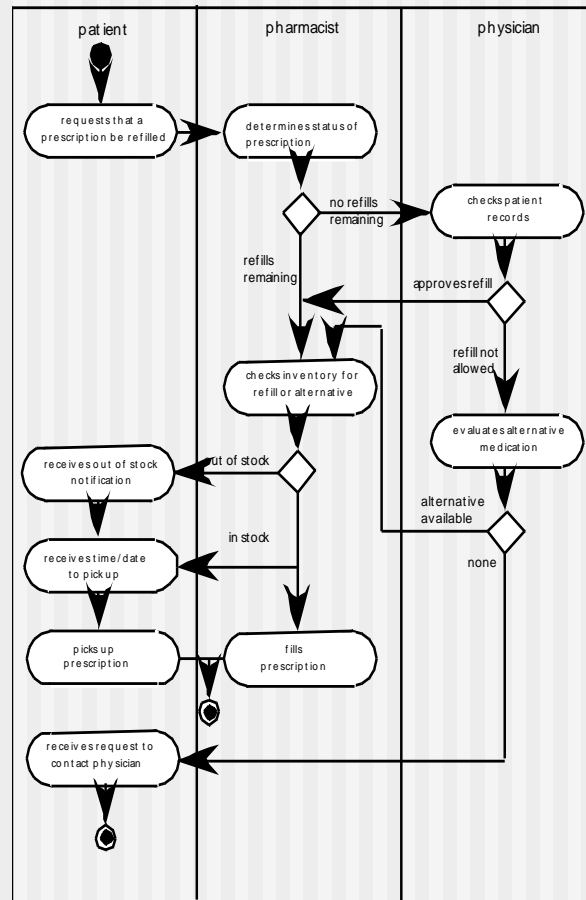 patient
pharmacist
physician
requests that a
prescription be refilled
determines status of
prescription
no refills
remaining
checks patient
records
refills
remaining
approves refill
refill not
allowed
checks inventory for
refill or alternative
evaluates alternative
medication
receives out of stock
notification
out of stock
alternative
available
in stock
none
receives time/date
to pick up
picks up
prescription
fills
prescription
receives request to
contact physician